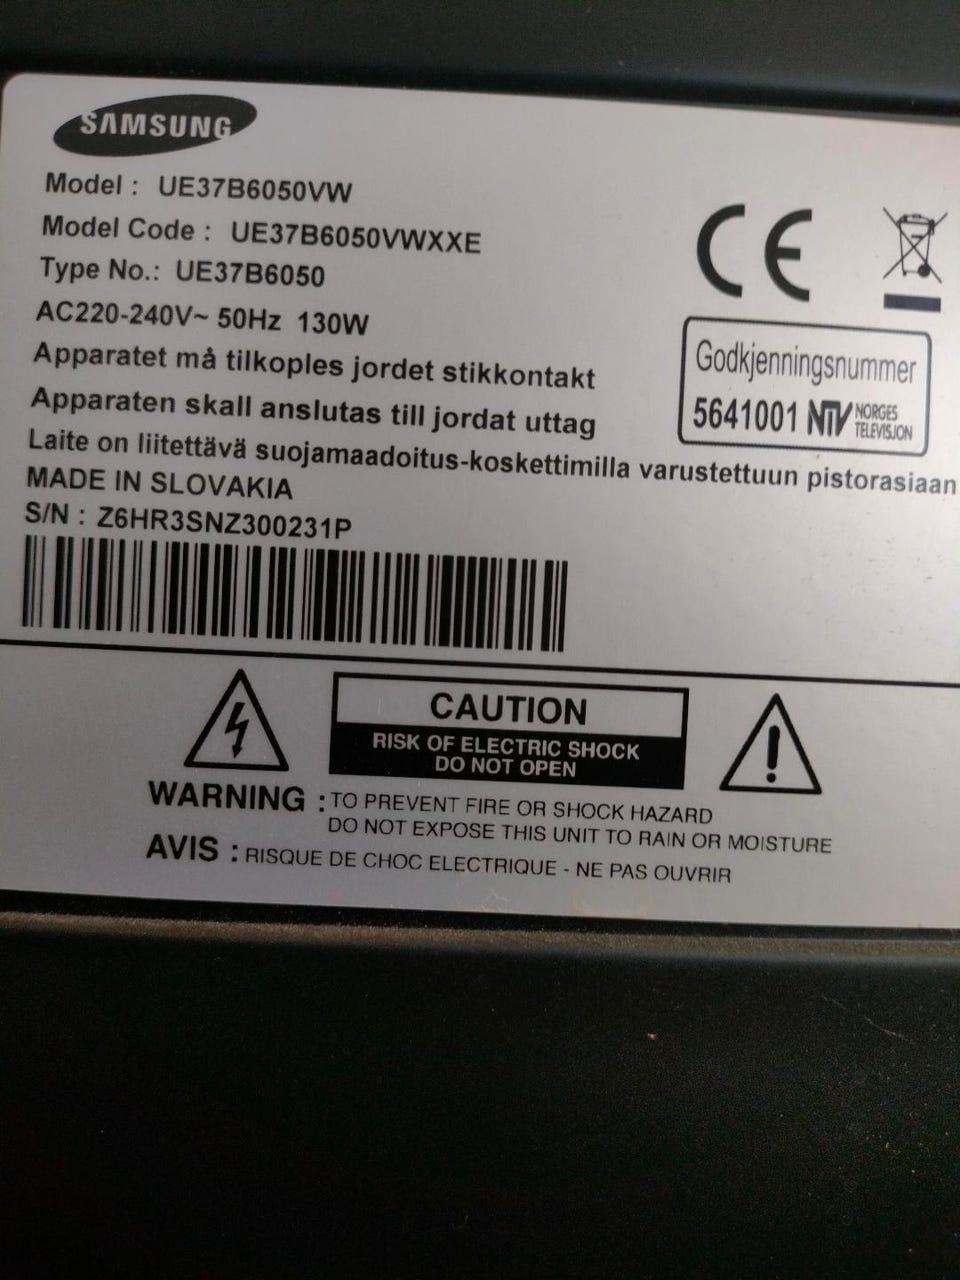 SAMSUNG
Model : UE37B6050VW
Model Code : UE37B6050VWXXE
Type No.: UE37B6050
AC220-240V~ 50Hz 130W
Apparatet må tilkoples jordet stikkontakt
Apparaten skall anslutas till jordat uttag
Laite on liitettävä suojamaadoitus-koskettimilla varustettuun pistorasiaan
MADE IN SLOVAKIA
S/N : Z6HR3SNZ300231P
CE
Godkjenningsnummer
5641001 NTV NORGES
TELEVISJON
CAUTION
RISK OF ELECTRIC SHOCK
DO NOT OPEN
WARNING : TO PREVENT FIRE OR SHOCK HAZARD
DO NOT EXPOSE THIS UNIT TO RAIN OR MOISTURE
AVIS : RISQUE DE CHOC ELECTRIQUE - NE PAS OUVRIR